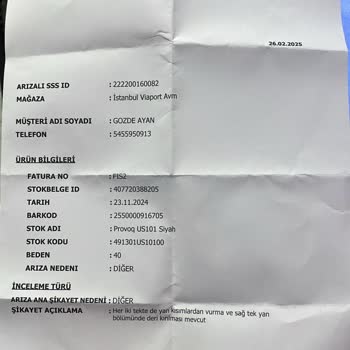 26.02.2025
ARIZALI SSS ID : 222200160082
MAĞAZA : İstanbul Viaport Avm
MÜŞTERİ ADI SOYADI : GOZDE AYAN
TELEFON : 5455950913
ÜRÜN BİLGİLERİ
FATURA NO : FIS2
STOKBELGE ID : 407720388205
TARIH : 23.11.2024
BARKOD : 2550000916705
STOK ADI : Provoq US101 Siyah
STOK KODU : 491301US10100
BEDEN : 40
ARIZA NEDENİ : DİĞER
İNCELEME TÜRÜ
ARIZA ANA ŞİKAYET NEDENİ : DİĞER
ŞİKAYET AÇIKLAMA : Her iki tekte de yan kısımlardan vurma ve sağ tek yan
bölümünde deri kırılması mevcut